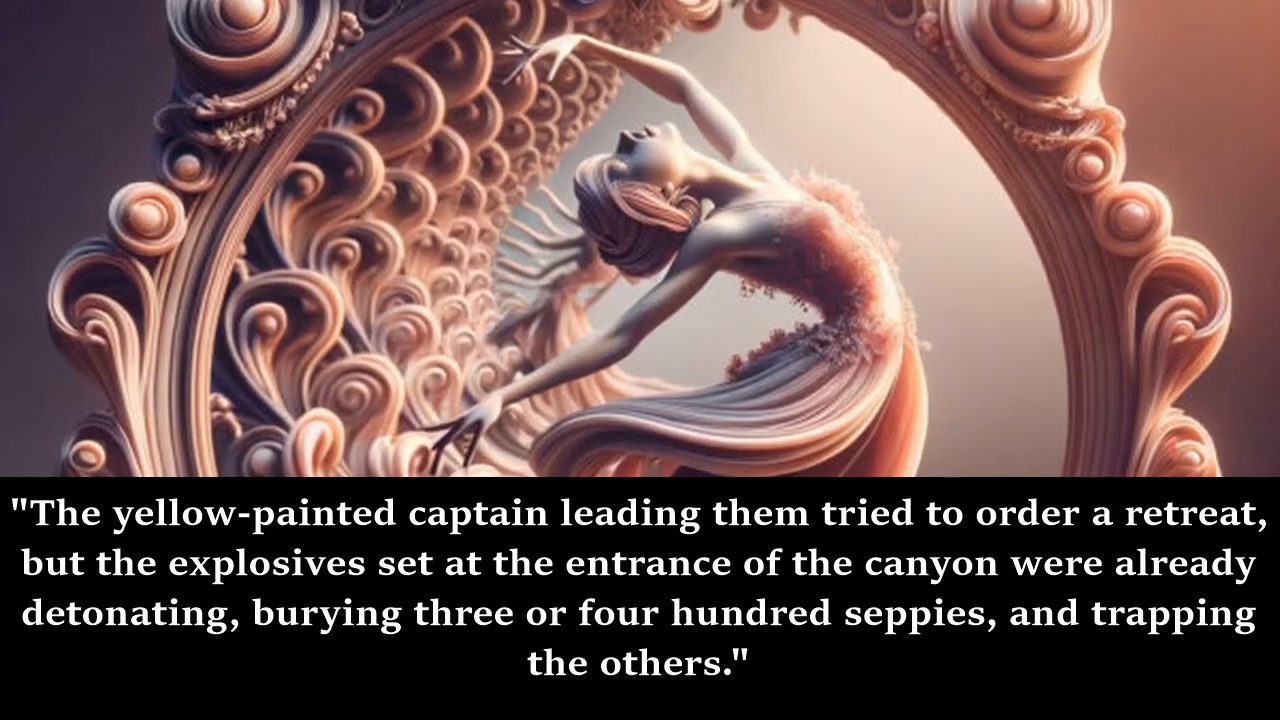 "The yellow-painted captain leading them tried to order a retreat,
but the explosives set at the entrance of the canyon were already
detonating, burying three or four hundred seppies, and trapping
the others."